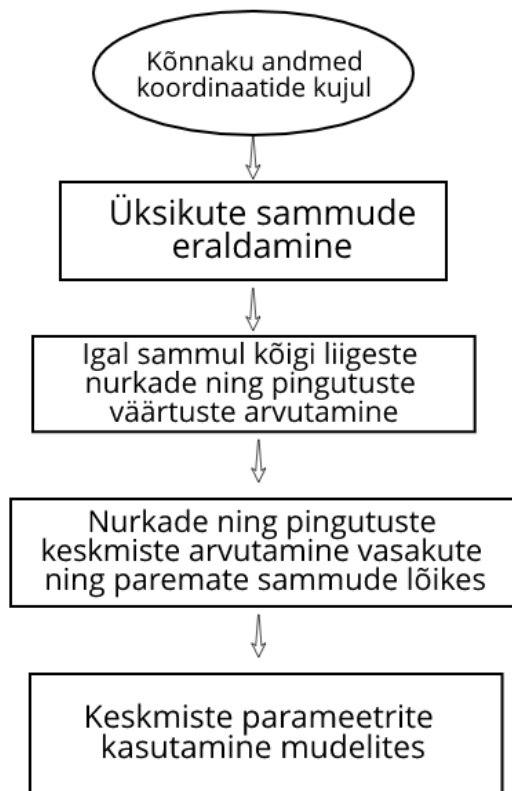 Kõnnaku andmed
koordinaatide kujul
Üksikute sammude
eraldamine
Igal sammul kõigi liigeste
nurkade ning pingutuste
väärtuste arvutamine
Nurkade ning pingutuste
keskmiste arvutamine vasakute
ning paremate sammude lõikes
Keskmiste parameetrite
kasutamine mudelites